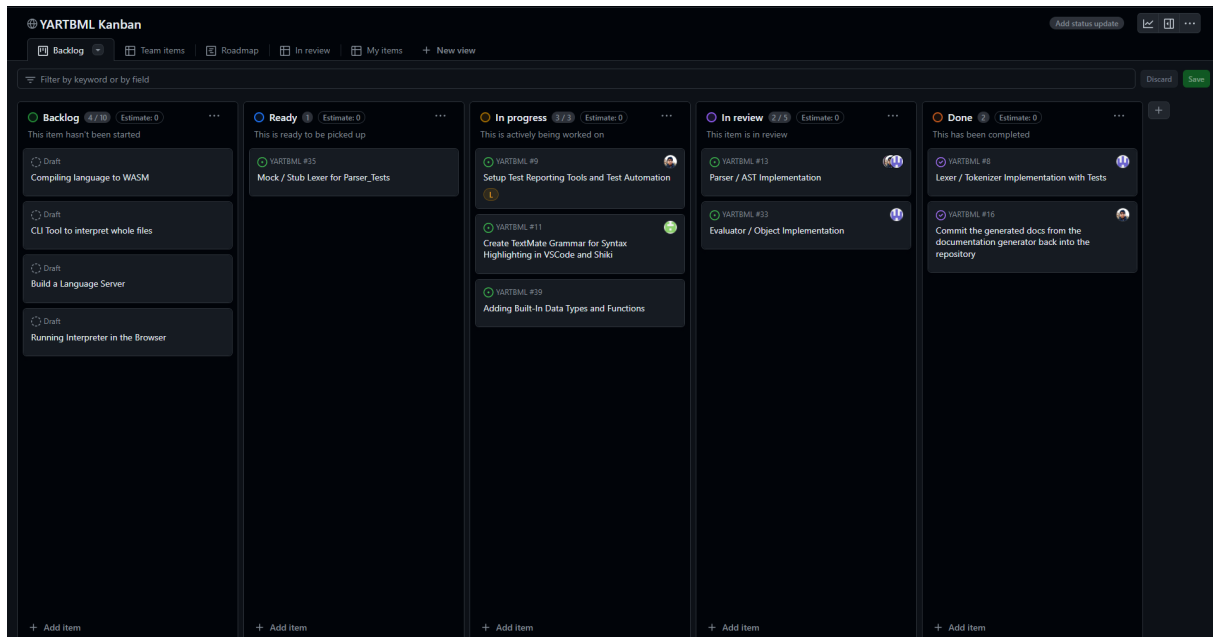 YARTBML Kanban
Add status update
Backlog
Team items
Roadmap
In review
My items
+ New view
Filter by keyword or by field
Discard
Save
Backlog 4 / 10 Estimate: 0
This item hasn't been started
Draft
Compiling language to WASM
Draft
CLI Tool to interpret whole files
Draft
Build a Language Server
Draft
Running Interpreter in the Browser
+ Add item
Ready 1 Estimate: 0
This is ready to be picked up
YARTBML #35
Mock / Stub Lexer for Parser_Tests
+ Add item
In progress 3 / 3 Estimate: 0
This is actively being worked on
YARTBML #9
Setup Test Reporting Tools and Test Automation
L
YARTBML #11
Create TextMate Grammar for Syntax
Highlighting in VSCode and Shiki
YARTBML #39
Adding Built-In Data Types and Functions
+ Add item
In review 2 / 5 Estimate: 0
This item is in review
YARTBML #13
Parser / AST Implementation
YARTBML #33
Evaluator / Object Implementation
+ Add item
Done 2 Estimate: 0
This has been completed
YARTBML #8
Lexer / Tokenizer Implementation with Tests
YARTBML #16
Commit the generated docs from the
documentation generator back into the
repository
+ Add item